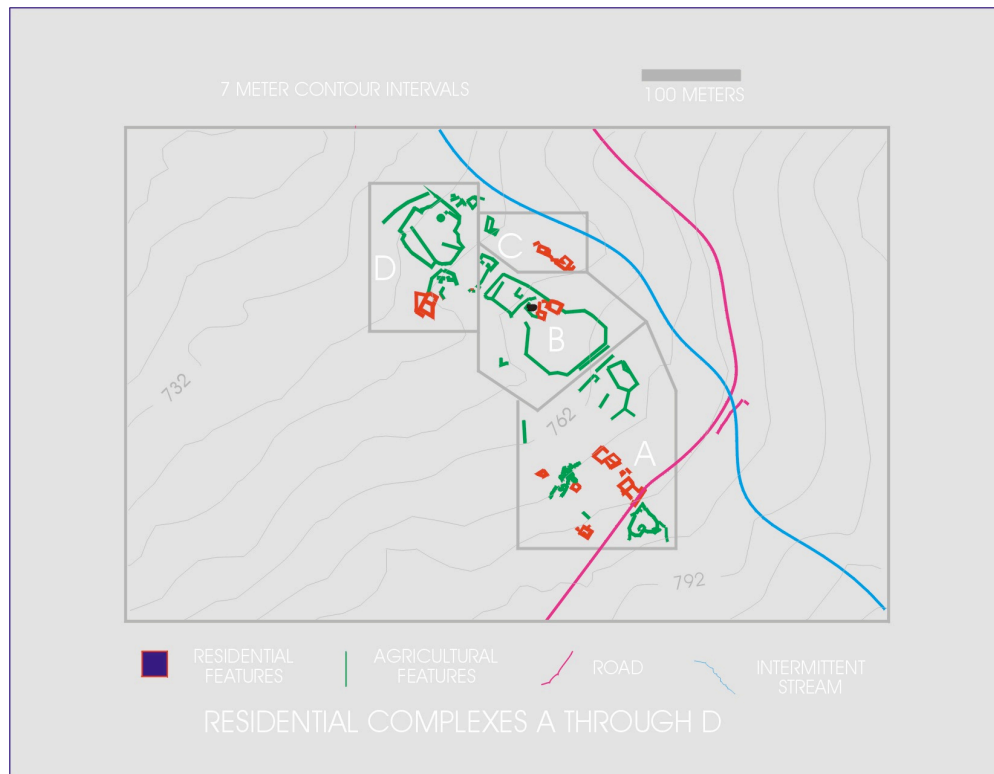 7 METER CONTOUR INTERVALS
100 METERS
C
D
B
732
762
A
792
RESIDENTIAL
FEATURES
AGRICULTURAL
FEATURES
ROAD
INTERMITTENT
STREAM
RESIDENTIAL COMPLEXES A THROUGH D